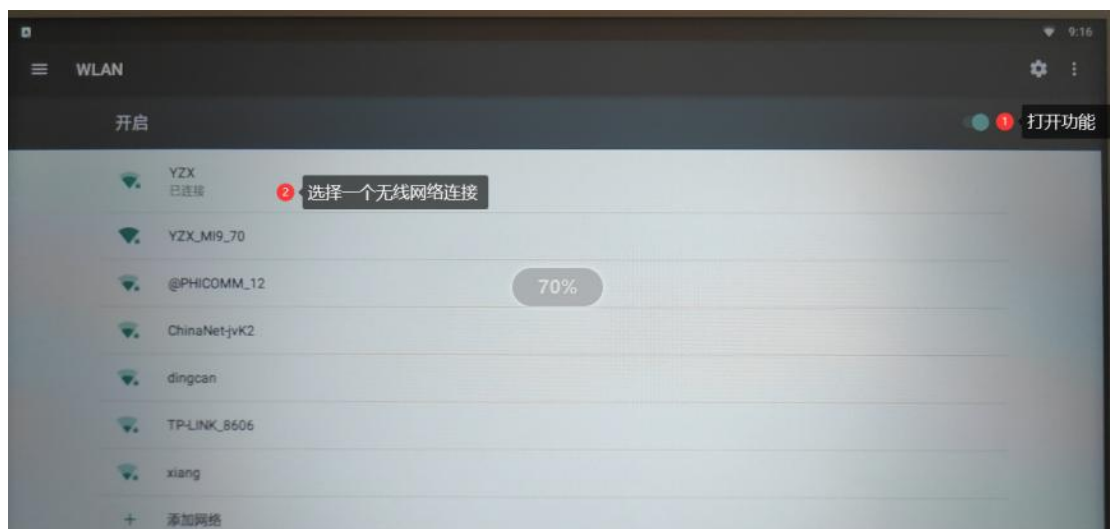 9:16
WLAN
开启
1 打开功能
YZX
已连接
2 选择一个无线网络连接
YZX_MI9_70
@PHICOMM_12
70%
ChinaNet-jvK2
dingcan
TP-LINK_8606
xiang
添加网络